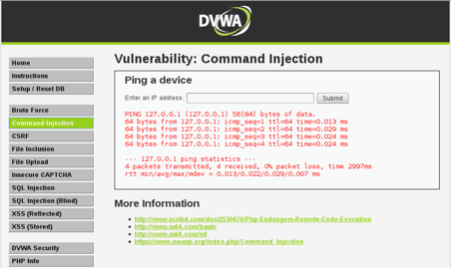 DVWA
Home
Instructions
Setup / Reset DB
Brute Force
Command Injection
CSRF
File Inclusion
File Upload
Insecure CAPTCHA
SQL Injection
SQL Injection (Blind)
XSS (Reflected)
XSS (Stored)
DVWA Security
PHP Info
Vulnerability: Command Injection
Ping a device
Enter an IP address: Submit
PING 127.0.0.1 (127.0.0.1) 56(84) bytes of data.
64 bytes from 127.0.0.1: icmp_seq=1 ttl=64 time=0.013 ms
64 bytes from 127.0.0.1: icmp_seq=2 ttl=64 time=0.029 ms
64 bytes from 127.0.0.1: icmp_seq=3 ttl=64 time=0.024 ms
64 bytes from 127.0.0.1: icmp_seq=4 ttl=64 time=0.024 ms
--- 127.0.0.1 ping statistics ---
4 packets transmitted, 4 received, 0% packet loss, time 2997ms
rtt min/avg/max/mdev = 0.013/0.022/0.029/0.007 ms
More Information
http://www.scribd.com/doc/2530476/Php-Endangers-Remote-Code-Execution
http://www.ss64.com/bash/
http://www.ss64.com/nt/
https://www.owasp.org/index.php/Command_Injection